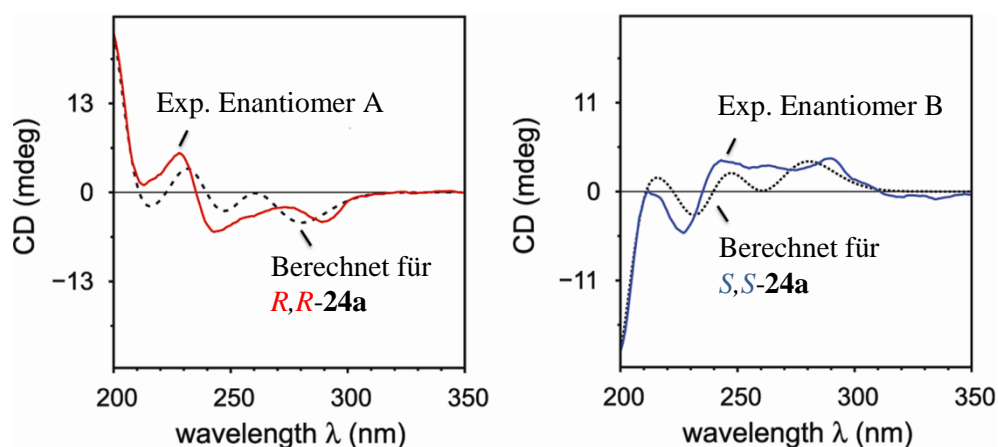 Exp. Enantiomer A
CD (mdeg)
13
0
−13
Berechnet für
R,R-24a
200
250
300
350
wavelength λ (nm)
Exp. Enantiomer B
CD (mdeg)
11
0
−11
Berechnet für
S,S-24a
200
250
300
350
wavelength λ (nm)